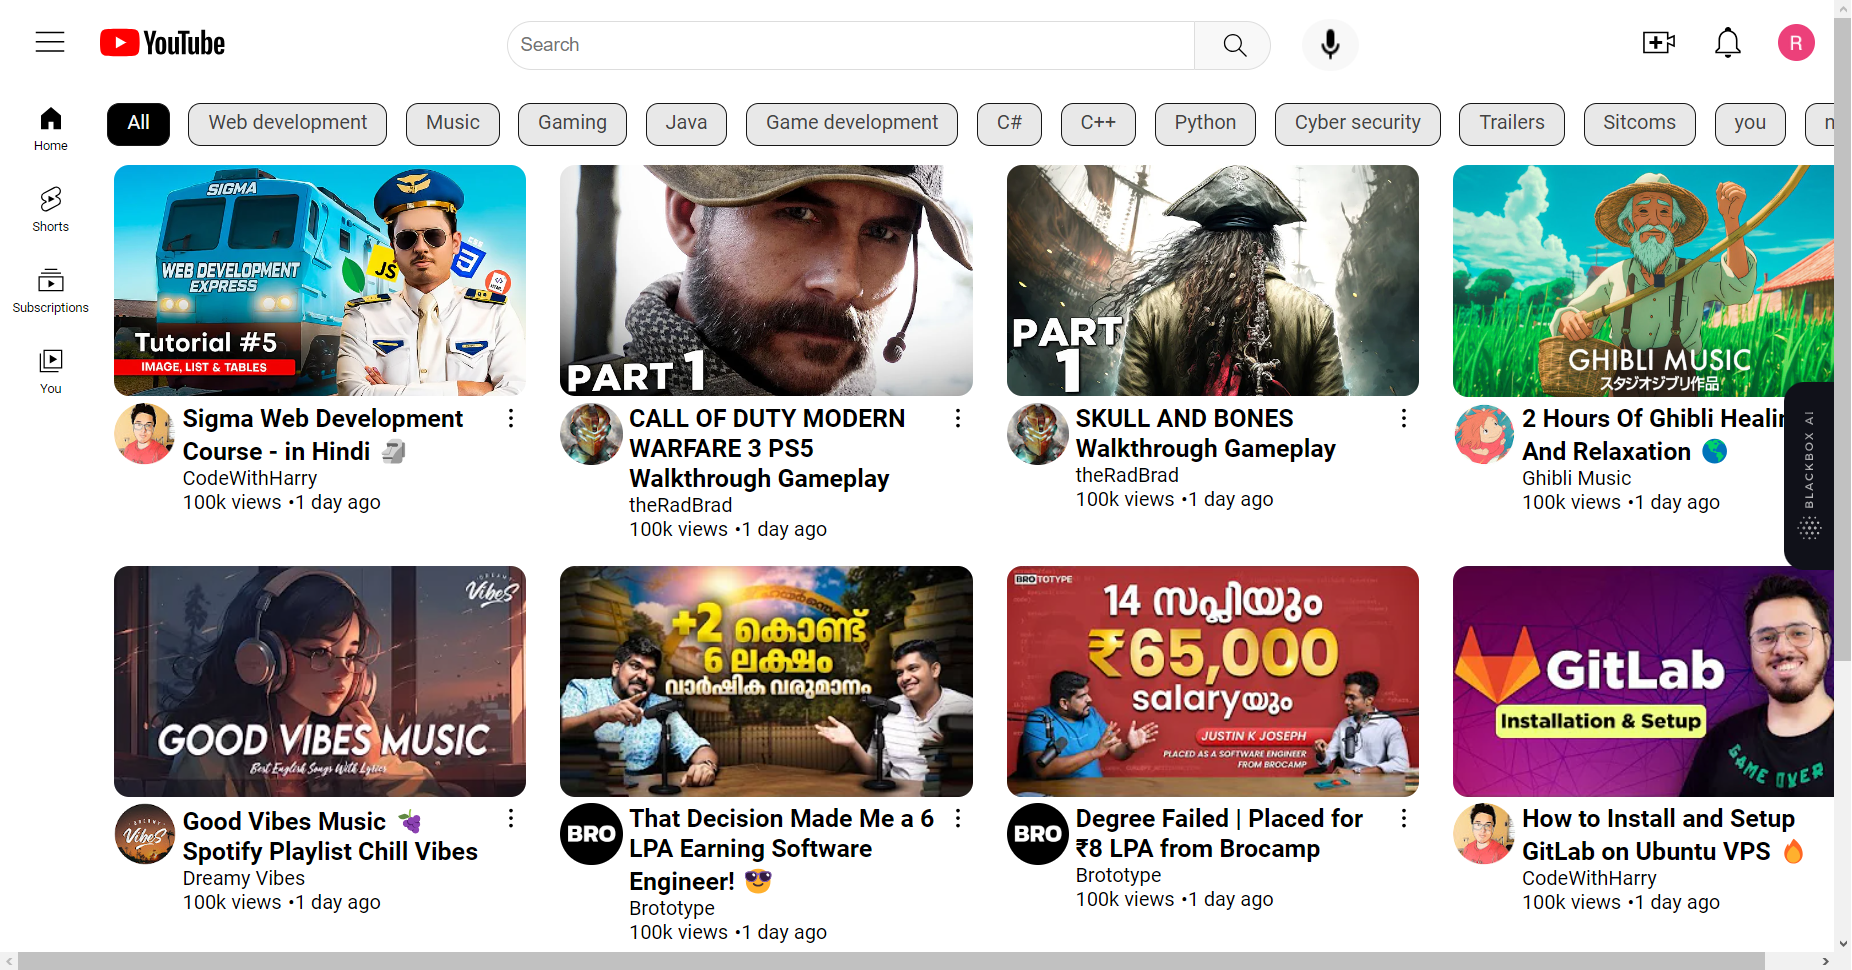 YouTube
Search
R
Home
Shorts
Subscriptions
You
All
Web development
Music
Gaming
Java
Game development
C#
C++
Python
Cyber security
Trailers
Sitcoms
you
SIGMA
WEB DEVELOPMENT
EXPRESS
JS
Tutorial #5
IMAGE, LIST & TABLES
Sigma Web Development
Course - in Hindi 🗿
CodeWithHarry
100k views •1 day ago
PART 1
CALL OF DUTY MODERN
WARFARE 3 PS5
Walkthrough Gameplay
theRadBrad
100k views •1 day ago
PART
1
SKULL AND BONES
Walkthrough Gameplay
theRadBrad
100k views •1 day ago
GHIBLI MUSIC
スタジオジブリ作品
2 Hours Of Ghibli Healin
And Relaxation 🌎
Ghibli Music
100k views •1 day ago
BLACKBOX AI
DREAMY
VibeS
GOOD VIBES MUSIC
Best English Songs With Lyrics
DREAMY
VibeS
Good Vibes Music 🍇
Spotify Playlist Chill Vibes
Dreamy Vibes
100k views •1 day ago
+2 കൊണ്ട്
6 ലക്ഷം
വാർഷിക വരുമാനം
BRO
That Decision Made Me a 6
LPA Earning Software
Engineer! 😎
Brototype
100k views •1 day ago
BROTOTYPE
14 സപ്ലിയും
₹65,000
salaryയും
JUSTIN K JOSEPH
PLACED AS A SOFTWARE ENGINEER
FROM BROCAMP
BRO
Degree Failed | Placed for
₹8 LPA from Brocamp
Brototype
100k views •1 day ago
GitLab
Installation & Setup
GAME OVER
How to Install and Setup
GitLab on Ubuntu VPS 🔥
CodeWithHarry
100k views •1 day ago